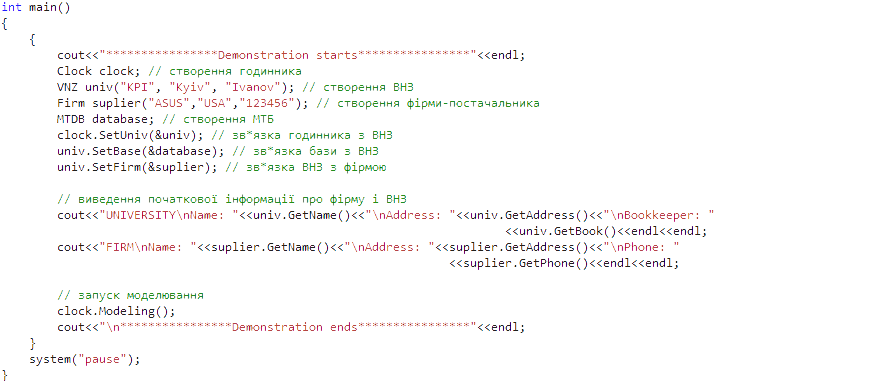 int main()
{
    {
        cout<<"****************Demonstration starts****************"<<endl;
        Clock clock; // створення годинника
        VNZ univ("KPI", "Kyiv", "Ivanov"); // створення ВНЗ
        Firm suplier("ASUS","USA","123456"); // створення фірми-постачальника
        MTDB database; // створення МТБ
        clock.SetUniv(&univ); // зв*язка годинника з ВНЗ
        univ.SetBase(&database); // зв*язка бази з ВНЗ
        univ.SetFirm(&suplier); // зв*язка ВНЗ з фірмою

        // виведення початкової інформації про фірму і ВНЗ
        cout<<"UNIVERSITY\nName: "<<univ.GetName()<<"\nAddress: "<<univ.GetAddress()<<"\nBookkeeper: "
                                                                        <<univ.GetBook()<<endl<<endl;
        cout<<"FIRM\nName: "<<suplier.GetName()<<"\nAddress: "<<suplier.GetAddress()<<"\nPhone: "
                                                                <<suplier.GetPhone()<<endl<<endl;

        // запуск моделювання
        clock.Modeling();
        cout<<"\n****************Demonstration ends****************"<<endl;
    }
    system("pause");
}